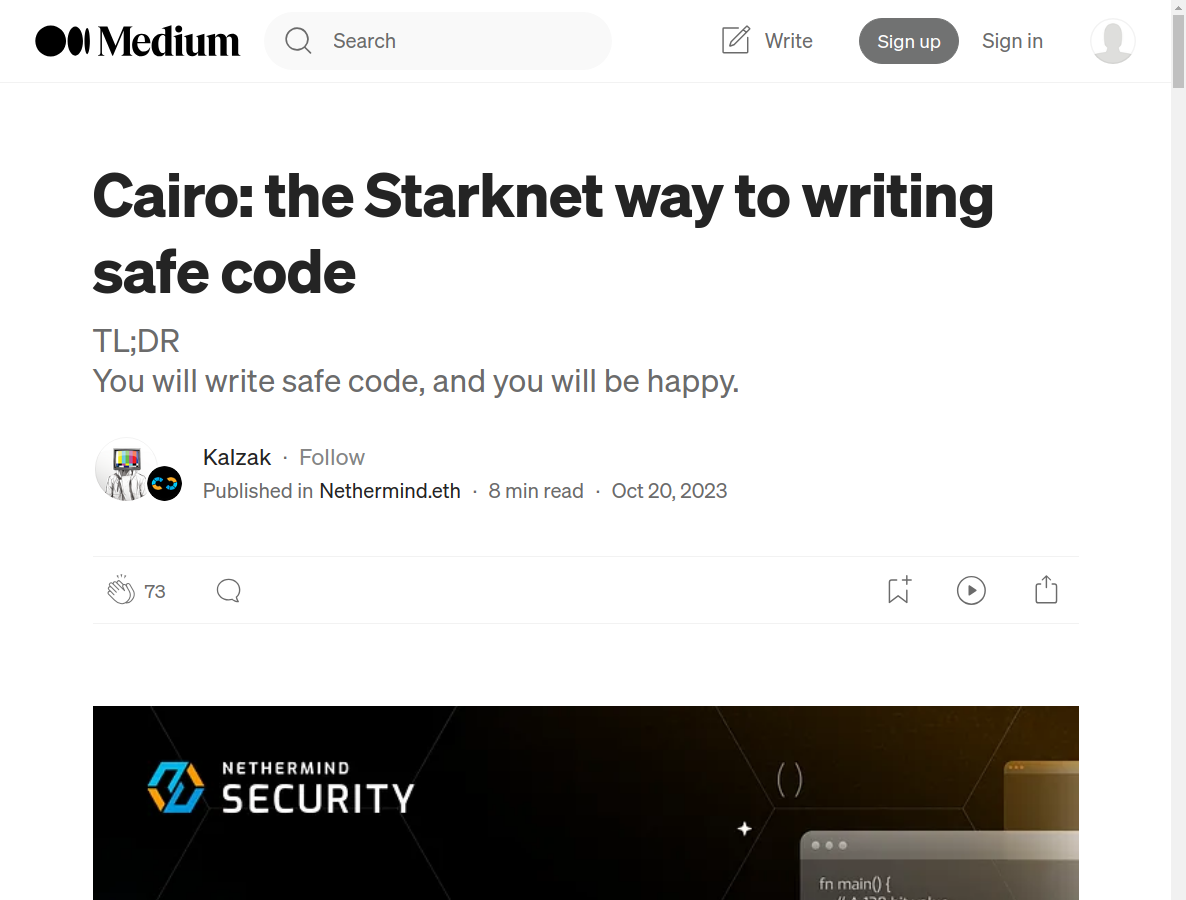 Medium
Search
Write
Sign up
Sign in
Cairo: the Starknet way to writing
safe code
TL;DR
You will write safe code, and you will be happy.
Kalzak · Follow
Published in Nethermind.eth · 8 min read · Oct 20, 2023
73
NETHERMIND
SECURITY
( )
fn main() {